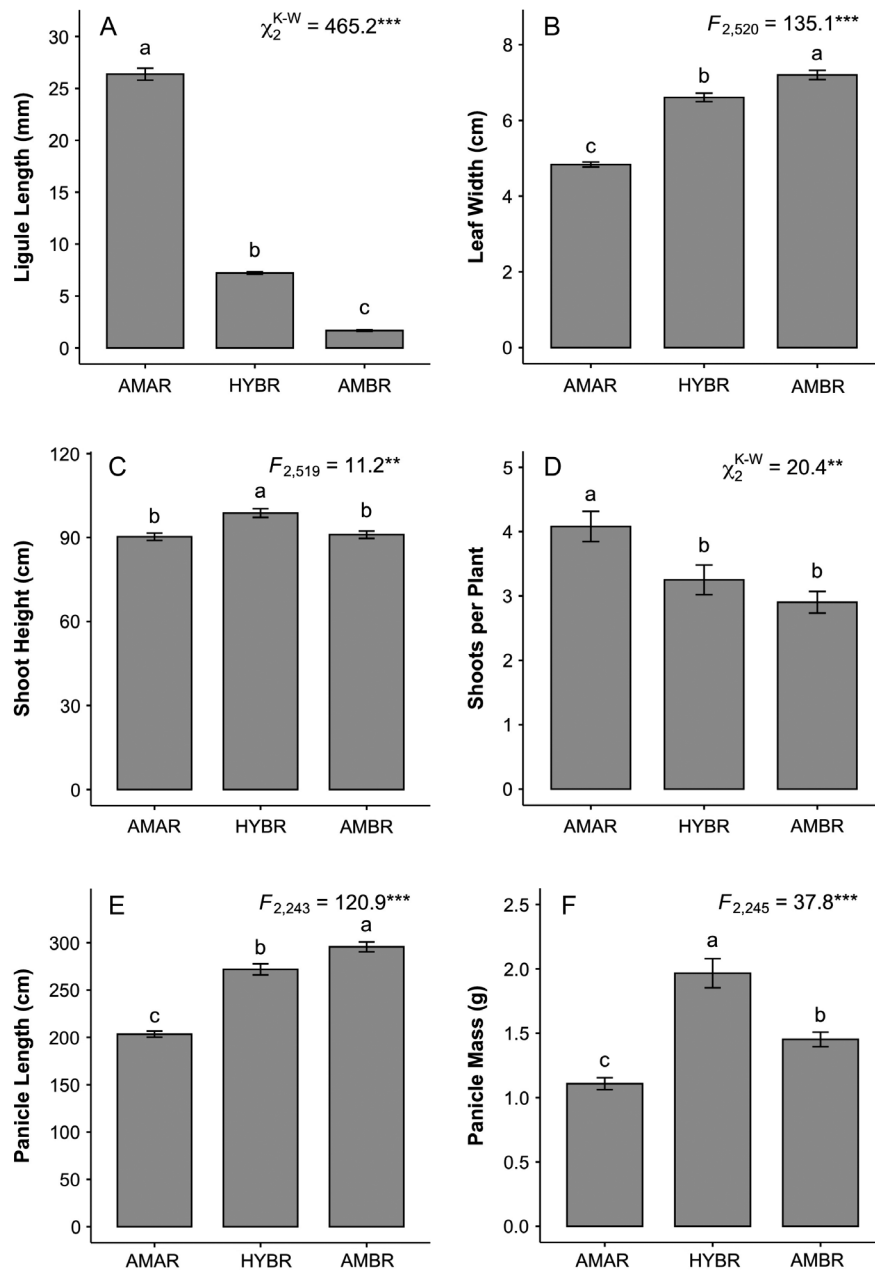 A
χ₂ᴷ⁻ᵂ = 465.2***
a
b
c
30
25
20
15
10
5
0
Ligule Length (mm)
AMAR HYBR AMBR
B
F₂,₅₂₀ = 135.1***
c
b
a
8
6
4
2
0
Leaf Width (cm)
AMAR HYBR AMBR
C
F₂,₅₁₉ = 11.2**
b
a
b
120
90
60
30
0
Shoot Height (cm)
AMAR HYBR AMBR
D
χ₂ᴷ⁻ᵂ = 20.4**
a
b
b
5
4
3
2
1
0
Shoots per Plant
AMAR HYBR AMBR
E
F₂,₂₄₃ = 120.9***
c
b
a
300
250
200
150
100
50
0
Panicle Length (cm)
AMAR HYBR AMBR
F
F₂,₂₄₅ = 37.8***
c
a
b
2.5
2.0
1.5
1.0
0.5
0.0
Panicle Mass (g)
AMAR HYBR AMBR